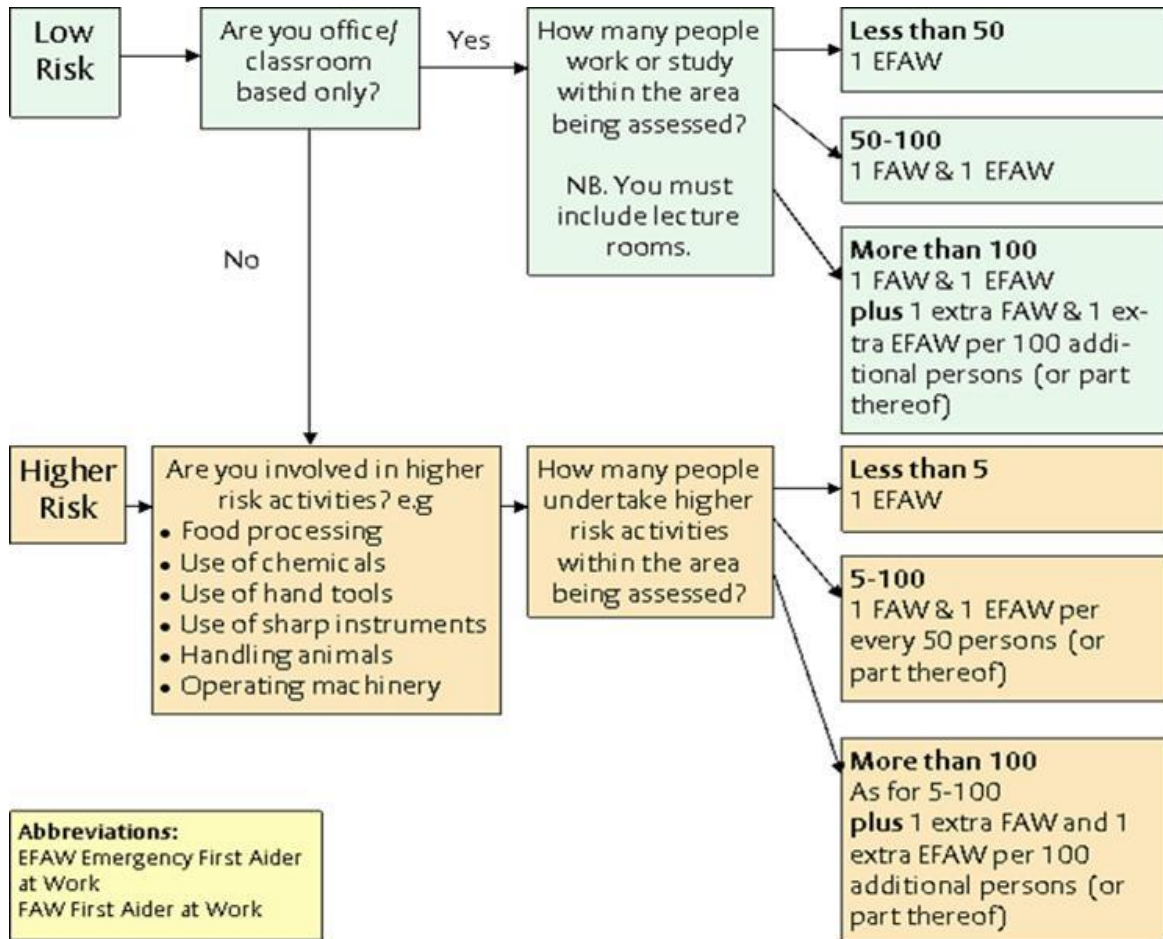 Low
Risk
Are you office/
classroom
based only?
Yes
How many people
work or study
within the area
being assessed?
NB. You must
include lecture
rooms.
Less than 50
1 EFAW
50-100
1 FAW & 1 EFAW
More than 100
1 FAW & 1 EFAW
plus 1 extra FAW & 1 ex-
tra EFAW per 100 addi-
tional persons (or part
thereof)
No
Higher
Risk
Are you involved in higher
risk activities? e.g
• Food processing
• Use of chemicals
• Use of hand tools
• Use of sharp instruments
• Handling animals
• Operating machinery
How many people
undertake higher
risk activities
within the area
being assessed?
Less than 5
1 EFAW
5-100
1 FAW & 1 EFAW per
every 50 persons (or
part thereof)
More than 100
As for 5-100
plus 1 extra FAW and 1
extra EFAW per 100
additional persons (or
part thereof)
Abbreviations:
EFAW Emergency First Aider
at Work
FAW First Aider at Work